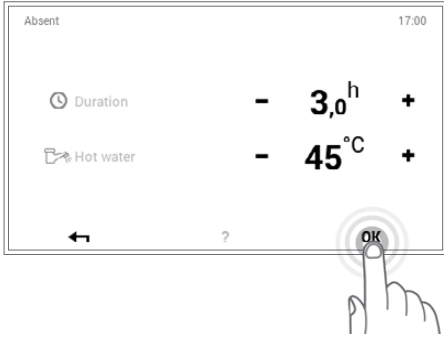 Absent 17:00
Duration - 3,0h +
Hot water - 45°C +
? OK